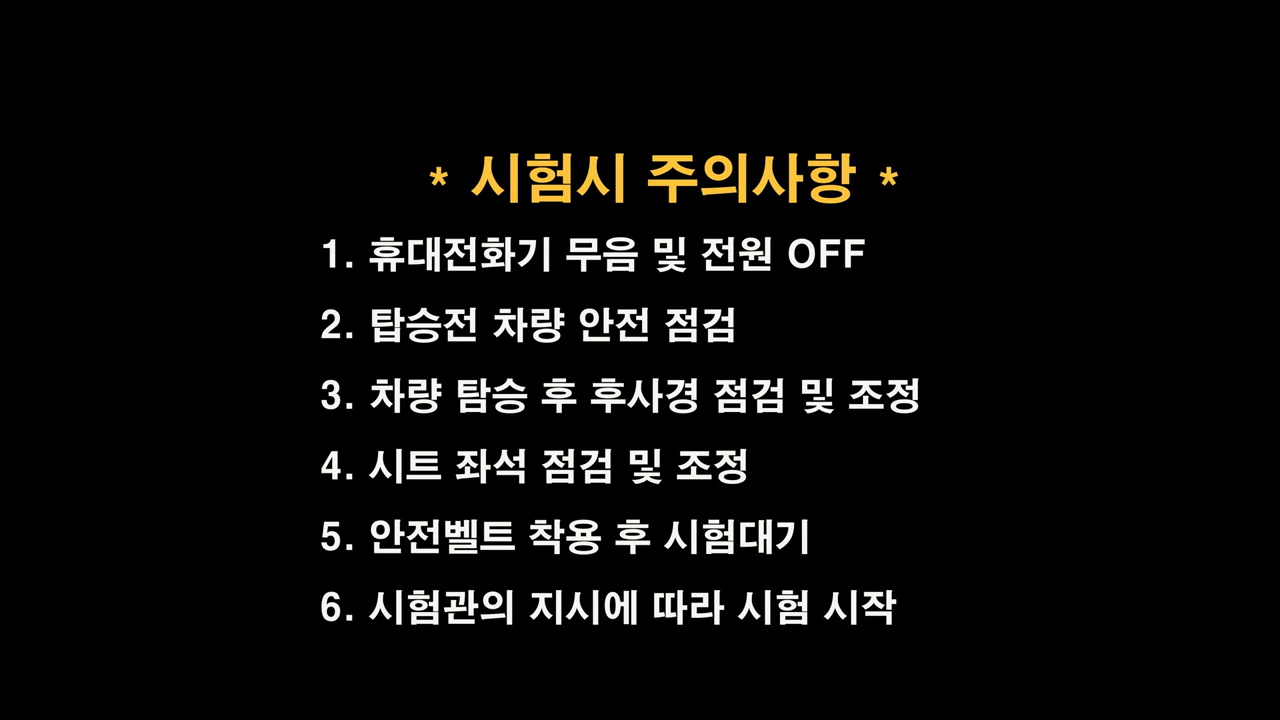 * 시험시 주의사항 *
1. 휴대전화기 무음 및 전원 OFF
2. 탑승전 차량 안전 점검
3. 차량 탐승 후 후사경 점검 및 조정
4. 시트 좌석 점검 및 조정
5. 안전벨트 착용 후 시험대기
6. 시험관의 지시에 따라 시험 시작